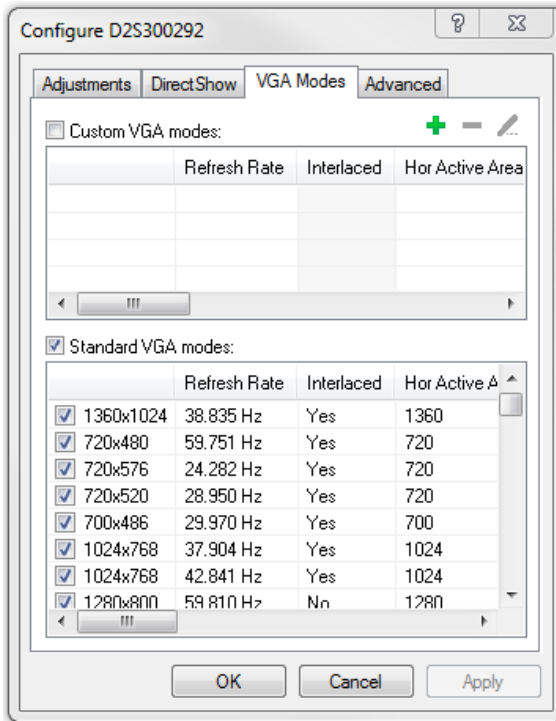 Configure D2S300292
Adjustments DirectShow VGA Modes Advanced
Custom VGA modes:
Refresh Rate Interlaced Hor Active Area
Standard VGA modes:
Refresh Rate Interlaced Hor Active A
1360x1024 38.835 Hz Yes 1360
720x480 59.751 Hz Yes 720
720x576 24.282 Hz Yes 720
720x520 28.950 Hz Yes 720
700x486 29.970 Hz Yes 700
1024x768 37.904 Hz Yes 1024
1024x768 42.841 Hz Yes 1024
1280x800 59.810 Hz No 1280
OK Cancel Apply